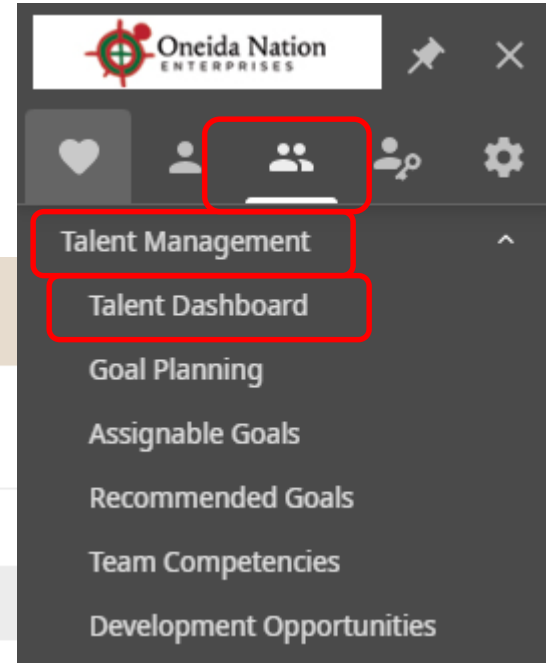 Oneida Nation
ENTERPRISES
Talent Management
Talent Dashboard
Goal Planning
Assignable Goals
Recommended Goals
Team Competencies
Development Opportunities